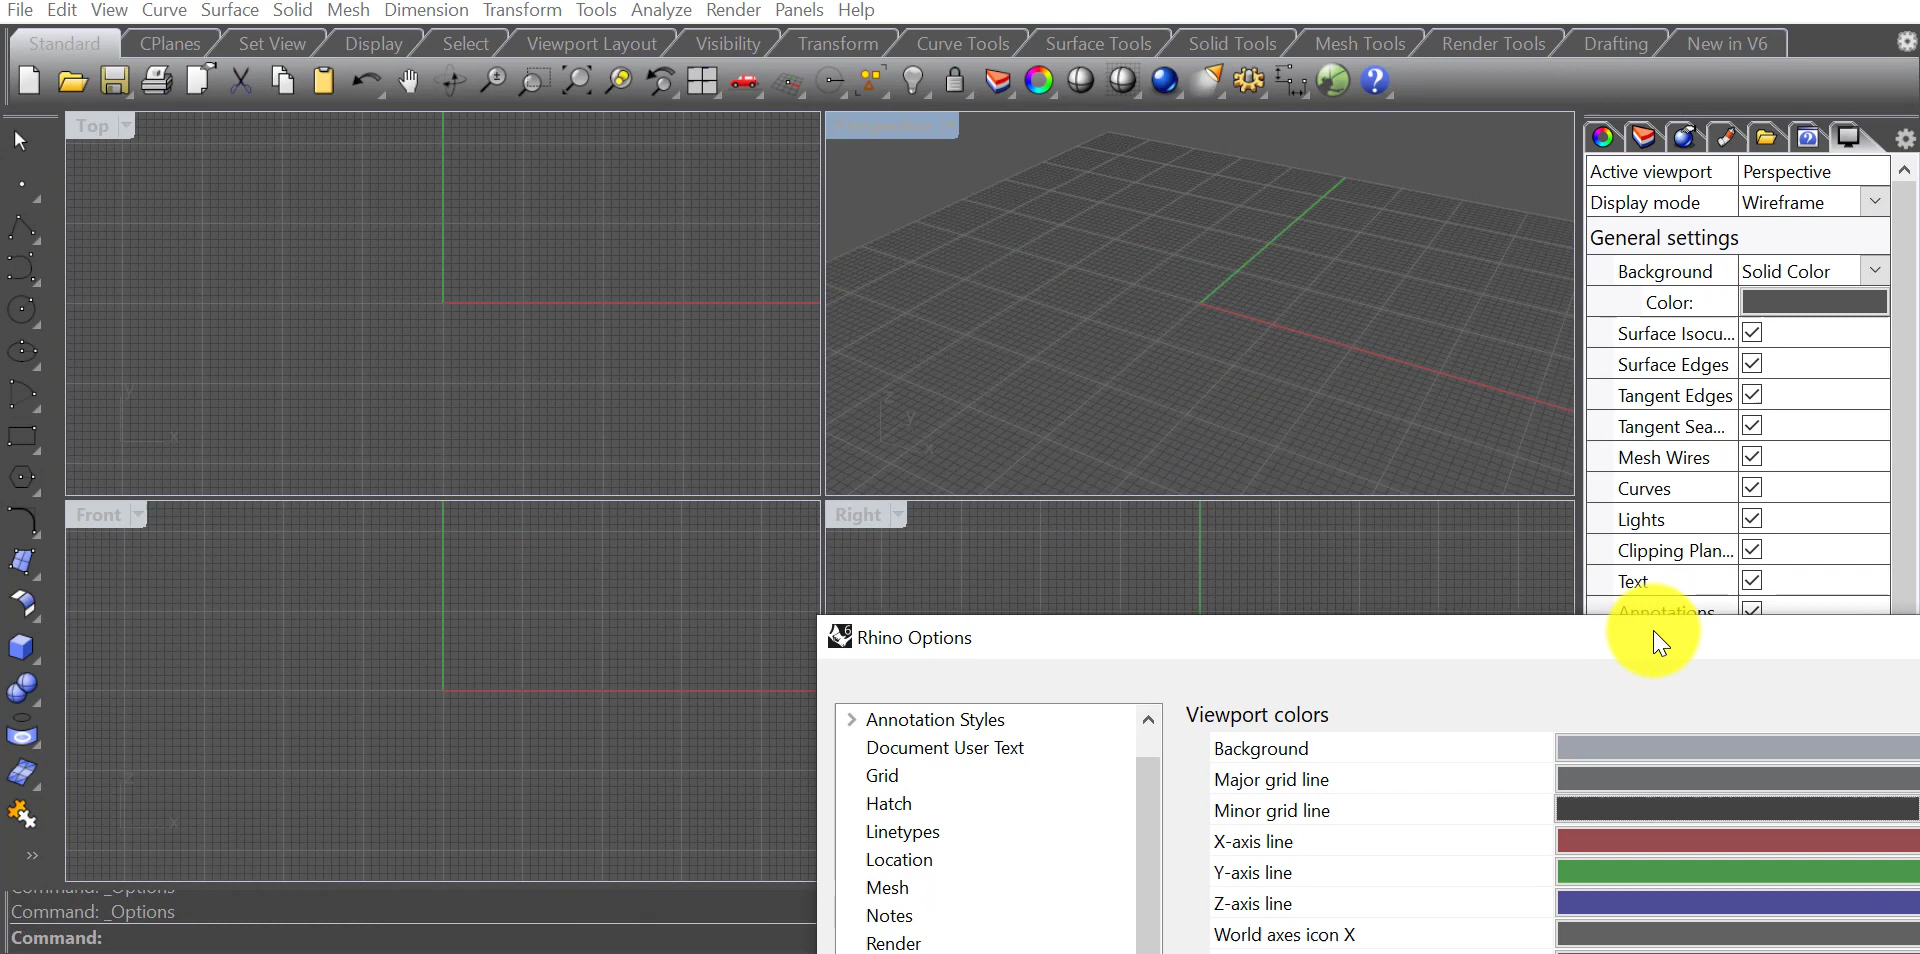 File Edit View Curve Surface Solid Mesh Dimension Transform Tools Analyze Render Panels Help
Standard CPlanes Set View Display Select Viewport Layout Visibility Transform Curve Tools Surface Tools Solid Tools Mesh Tools Render Tools Drafting New in V6
Top
Active viewport Perspective
Display mode Wireframe
General settings
Background Solid Color
Color:
Surface Isocu...
Surface Edges
Tangent Edges
Tangent Sea...
Mesh Wires
Curves
Lights
Clipping Plan...
Text
Annotations
y
x
z
y
x
Front
Right
z
x
Rhino Options
Annotation Styles
Document User Text
Grid
Hatch
Linetypes
Location
Mesh
Notes
Render
Viewport colors
Background
Major grid line
Minor grid line
X-axis line
Y-axis line
Z-axis line
World axes icon X
Command: _Options
Command: _Options
Command: